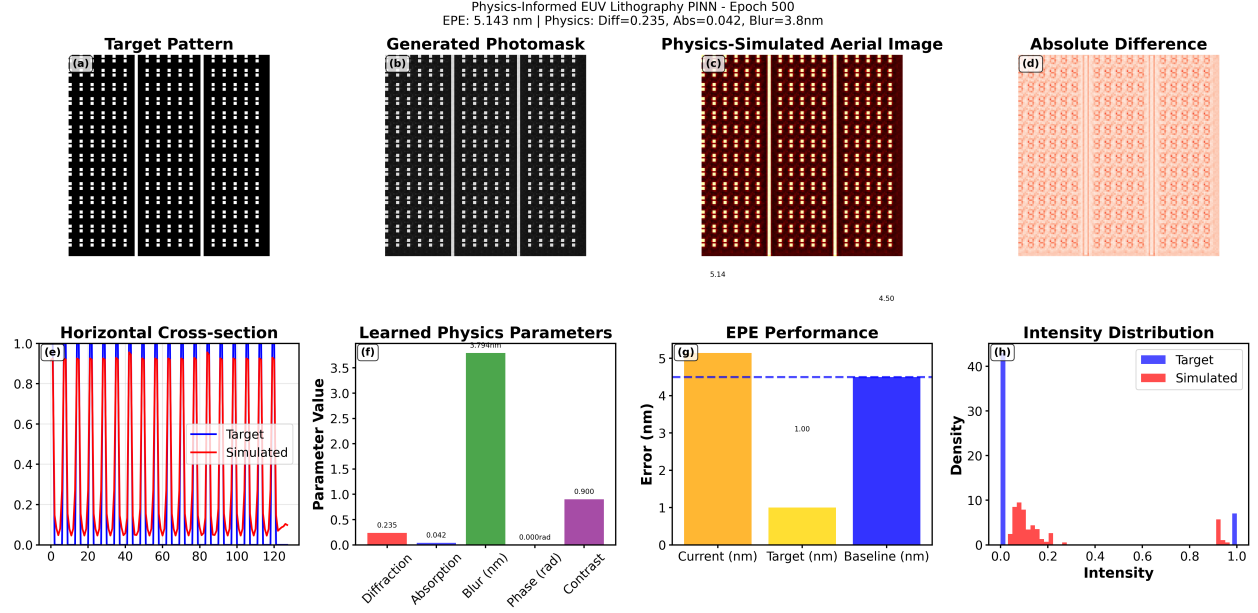 Physics-Informed EUV Lithography PINN - Epoch 500
EPE: 5.143 nm | Physics: Diff=0.235, Abs=0.042, Blur=3.8nm
Target Pattern
Generated Photomask
Physics-Simulated Aerial Image
Absolute Difference
(a)
(b)
(c)
(d)
5.14
4.50
Horizontal Cross-section
(e)
1.0
0.8
0.6
0.4
0.2
0.0
Target
Simulated
0 20 40 60 80 100 120
Learned Physics Parameters
(f)
Parameter Value
3.5
3.0
2.5
2.0
1.5
1.0
0.5
0.0
0.235
0.042
3.794nm
0.000rad
0.900
Diffraction
Absorption
Blur (nm)
Phase (rad)
Contrast
EPE Performance
(g)
Error (nm)
5
4
3
2
1
0
1.00
Current (nm) Target (nm) Baseline (nm)
Intensity Distribution
(h)
Target
Simulated
Density
40
30
20
10
0
0.0 0.2 0.4 0.6 0.8 1.0
Intensity